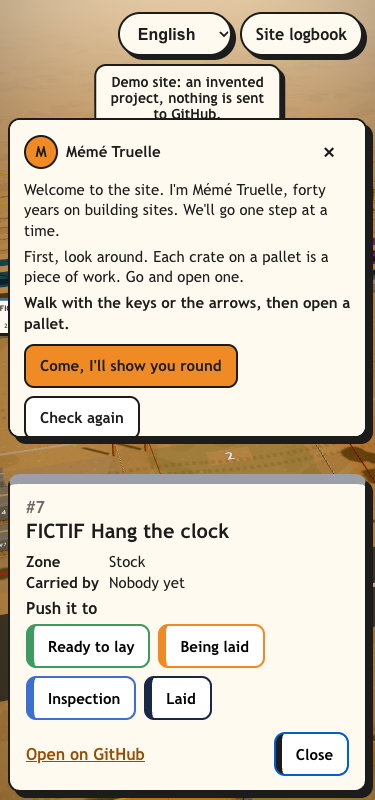 English
Site logbook
Demo site: an invented
project, nothing is sent
to GitHub.
M
Mémé Truelle
×
Welcome to the site. I'm Mémé Truelle, forty
years on building sites. We'll go one step at a
time.
First, look around. Each crate on a pallet is a
piece of work. Go and open one.
Walk with the keys or the arrows, then open a
pallet.
Come, I'll show you round
Check again
2
#7
FICTIF Hang the clock
Zone Stock
Carried by Nobody yet
Push it to
Ready to lay
Being laid
Inspection
Laid
Open on GitHub
Close